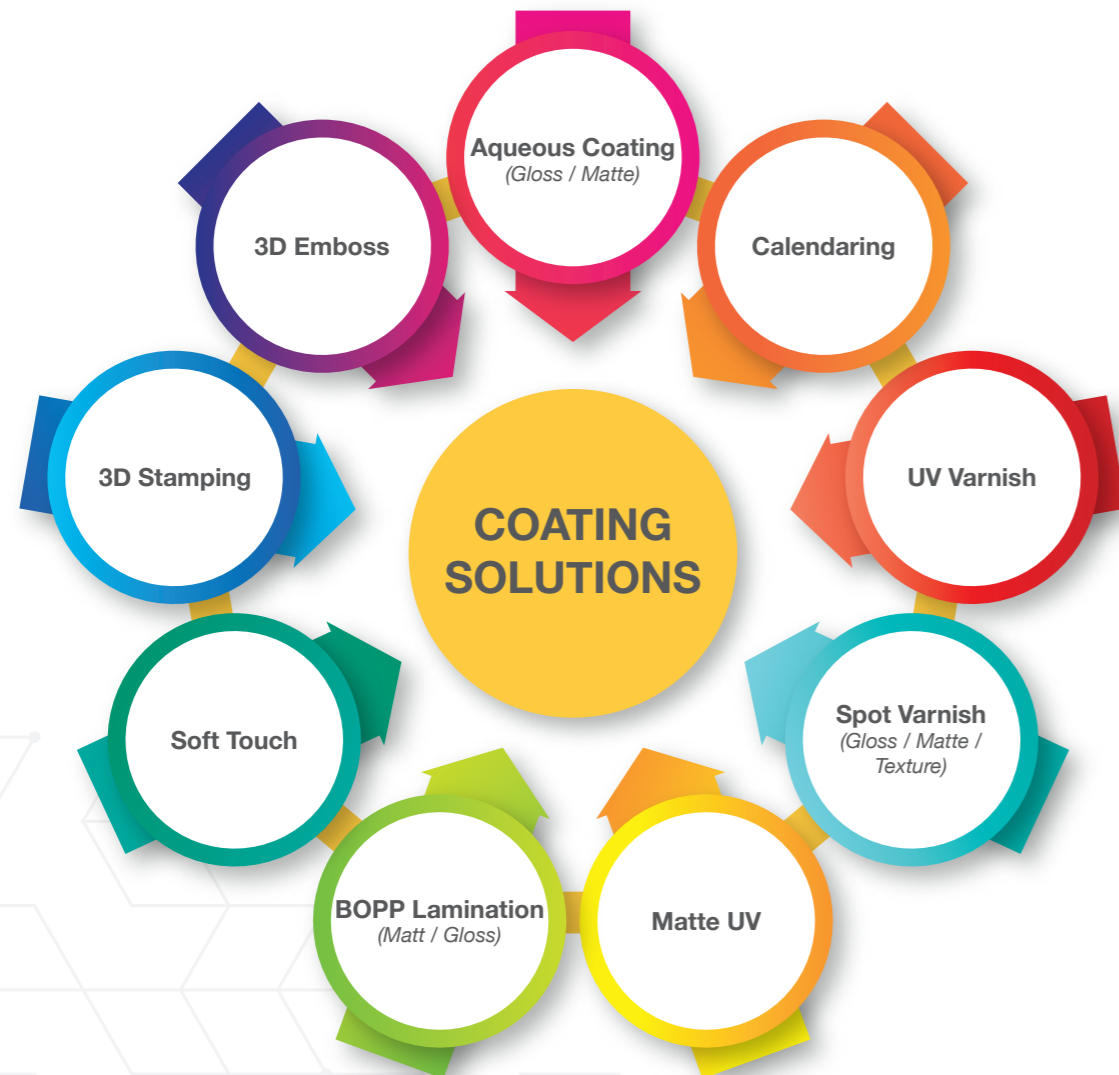 Aqueous Coating
(Gloss / Matte)
Calendaring
UV Varnish
Spot Varnish
(Gloss / Matte /
Texture)
Matte UV
BOPP Lamination
(Matt / Gloss)
Soft Touch
3D Stamping
3D Emboss
COATING
SOLUTIONS